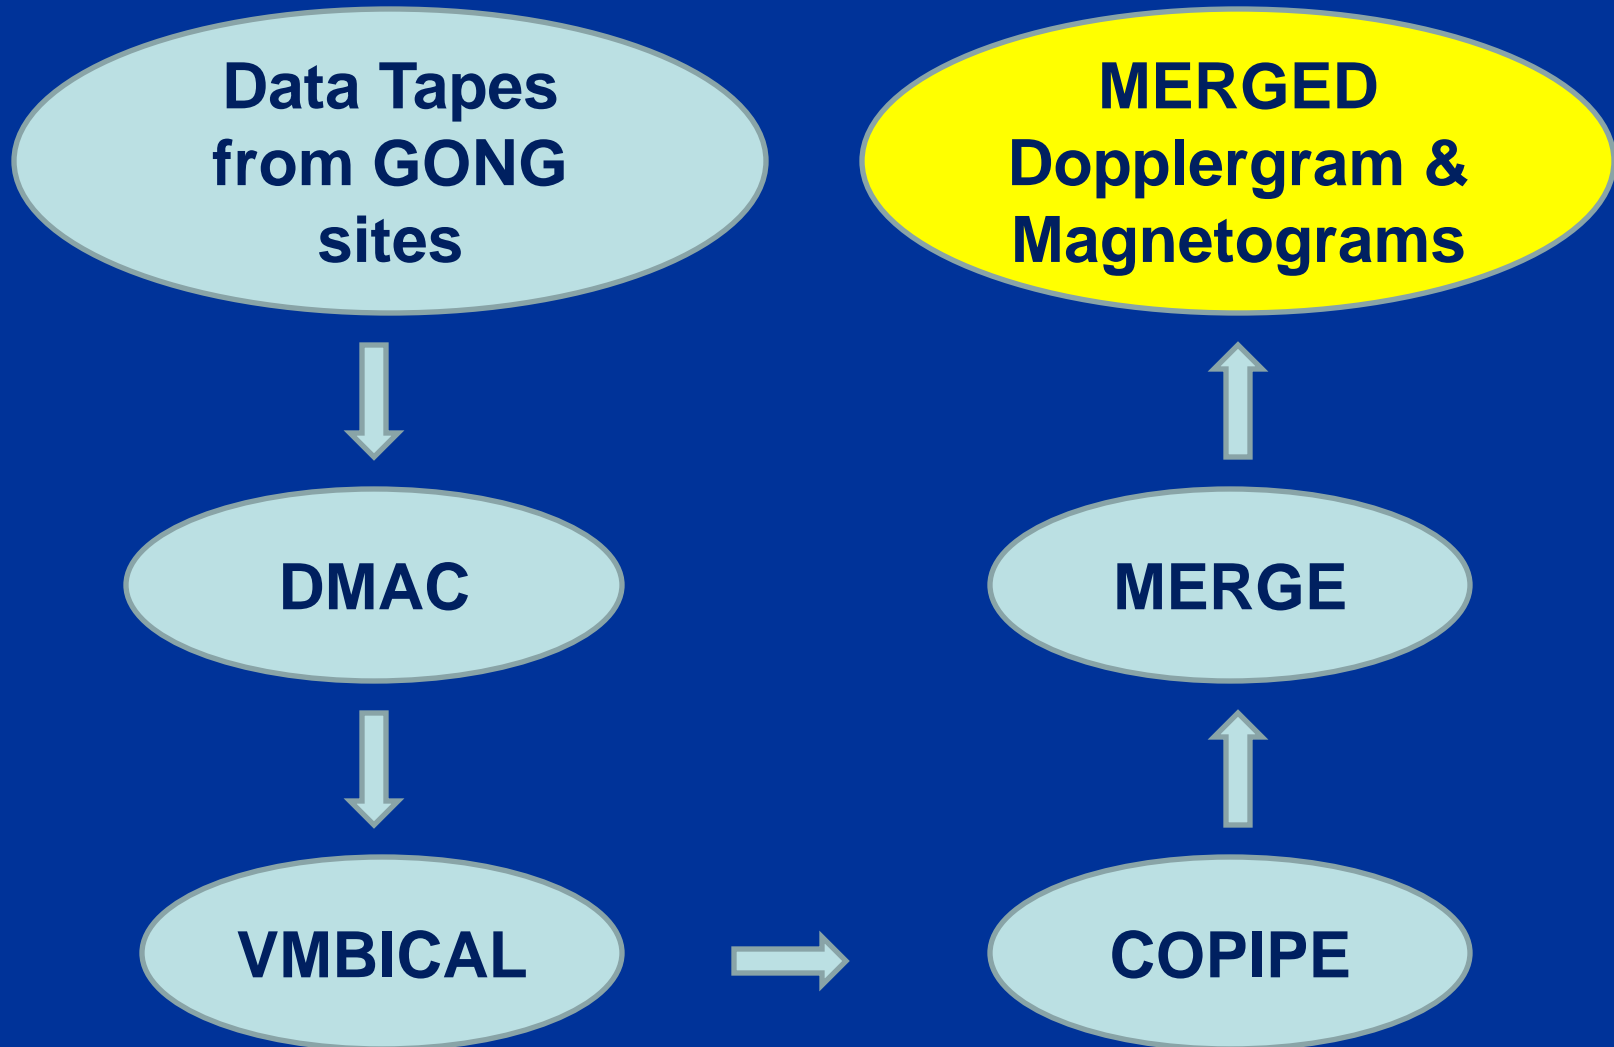 Data Tapes
from GONG
sites
DMAC
VMBICAL
COPIPE
MERGE
MERGED
Dopplergram &
Magnetograms